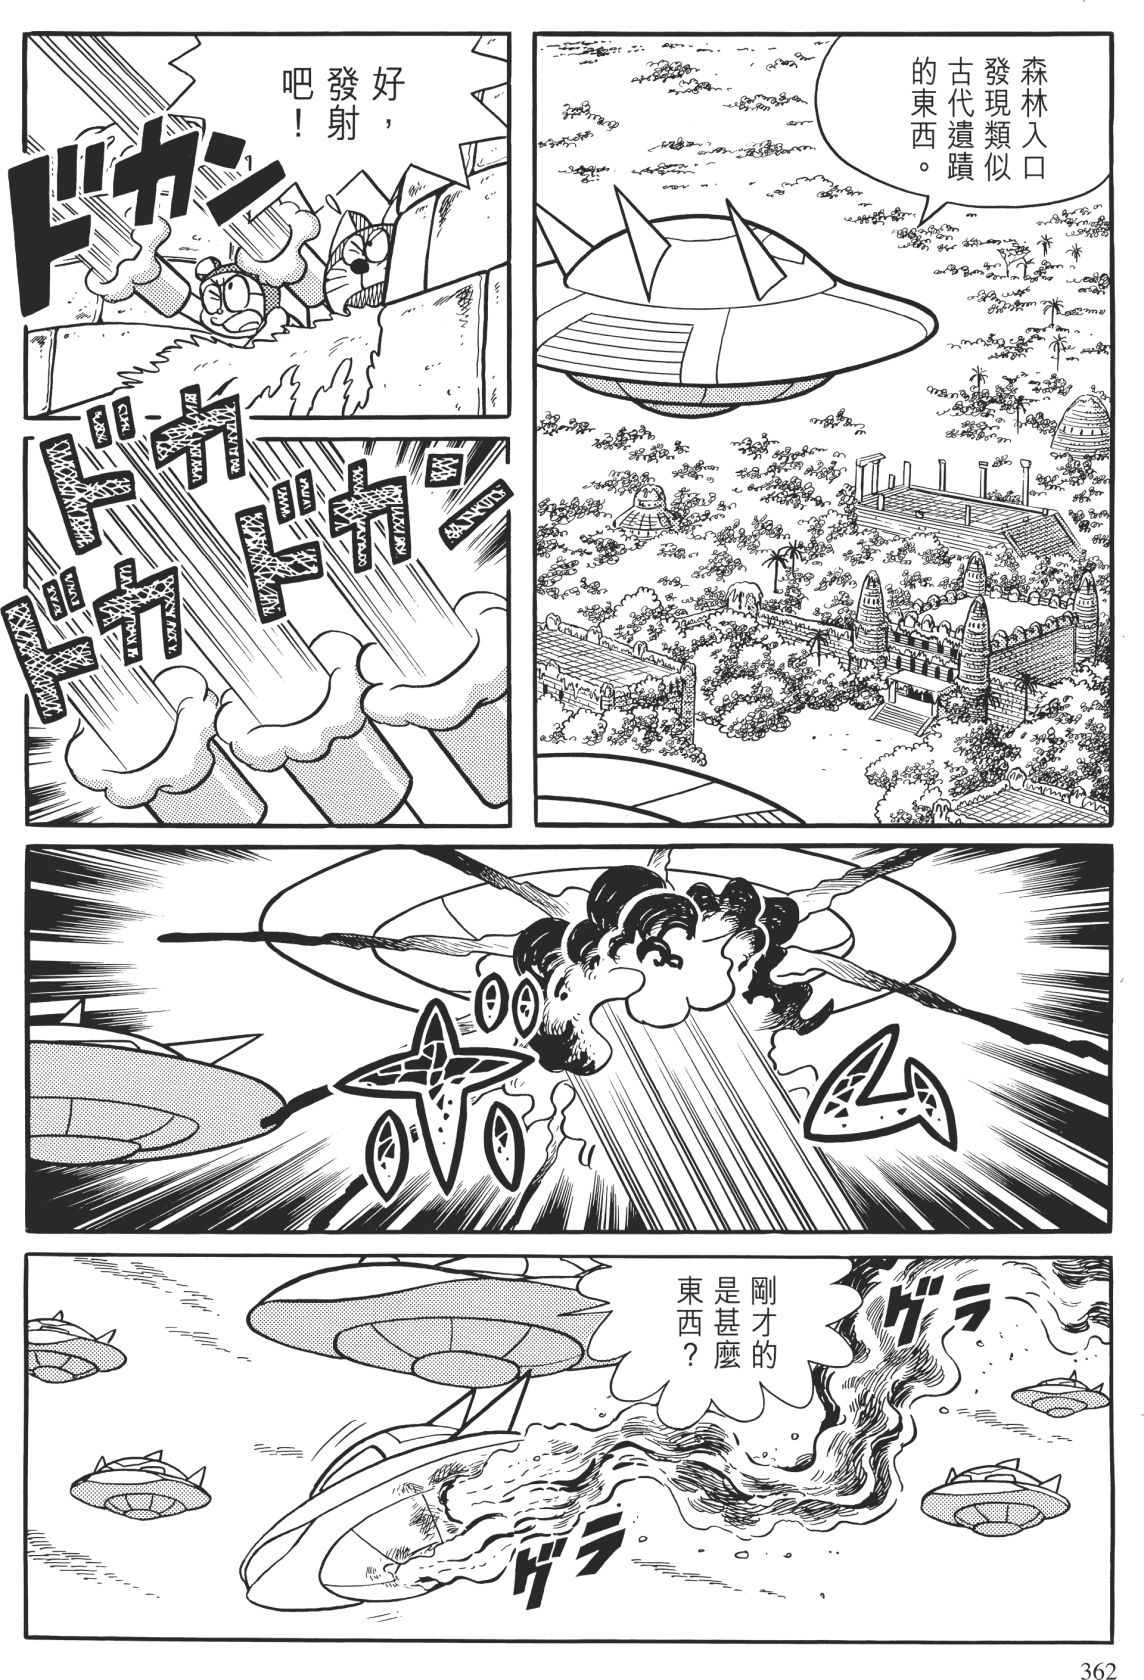 森林入口
發現類似
古代遺蹟
的東西。
好，
發射
吧！
ドカン
ドカ
ドカン
ドカ
ム
剛才的
是甚麼
東西？
グラ
グラ
362